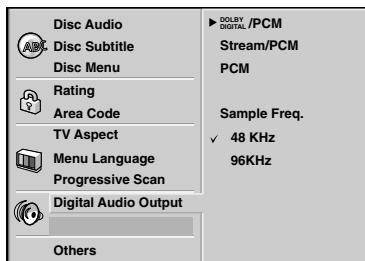 Disc Audio
ABC
Disc Subtitle
Disc Menu
Rating
A
Area Code
TV Aspect
Menu Language
Progressive Scan
Digital Audio Output
Others
DOLBY DIGITAL /PCM
Stream/PCM
PCM
Sample Freq.
✓ 48 KHz
96KHz